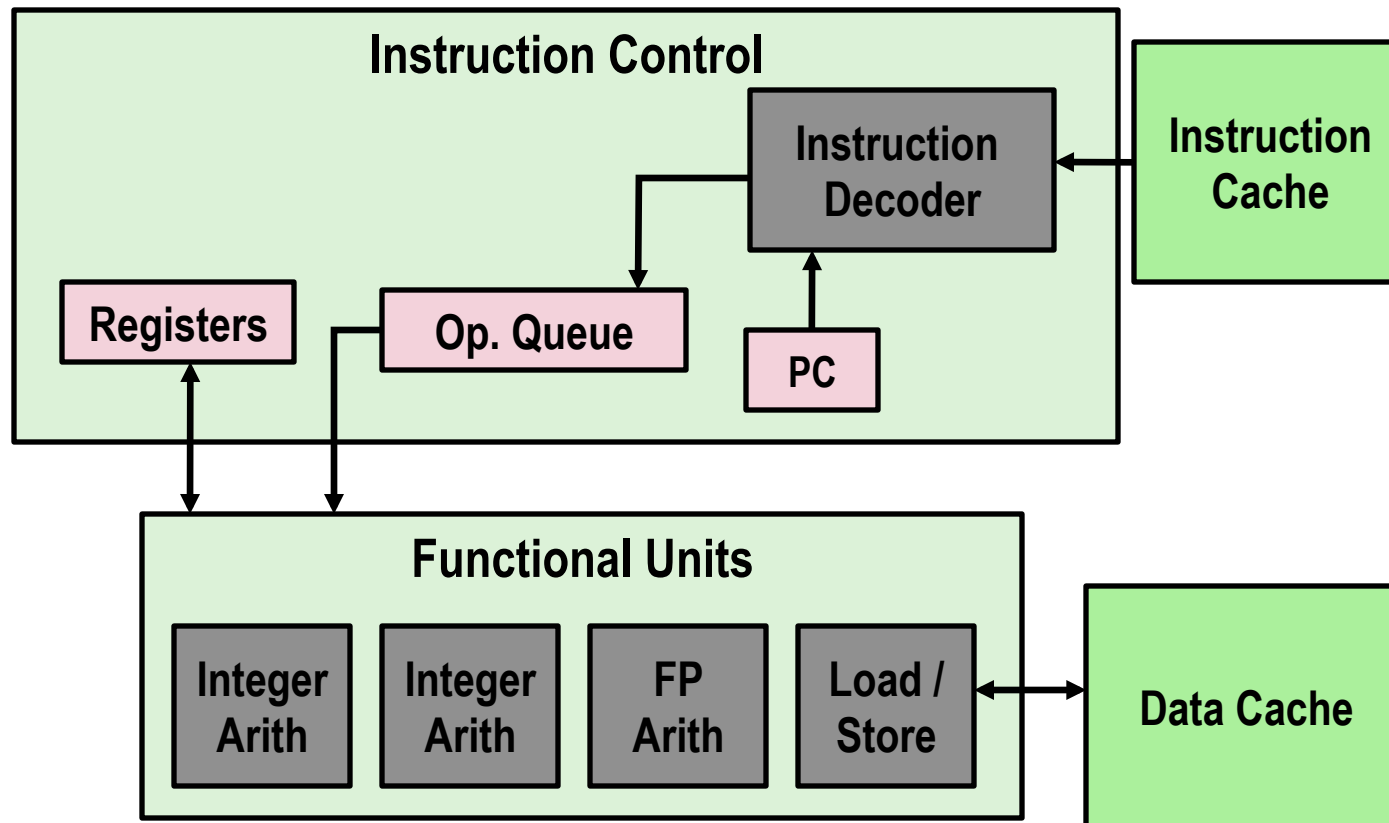 Instruction Control
Instruction
Decoder
Instruction
Cache
Registers
Op. Queue
PC
Functional Units
Integer
Arith
Integer
Arith
FP
Arith
Load /
Store
Data Cache